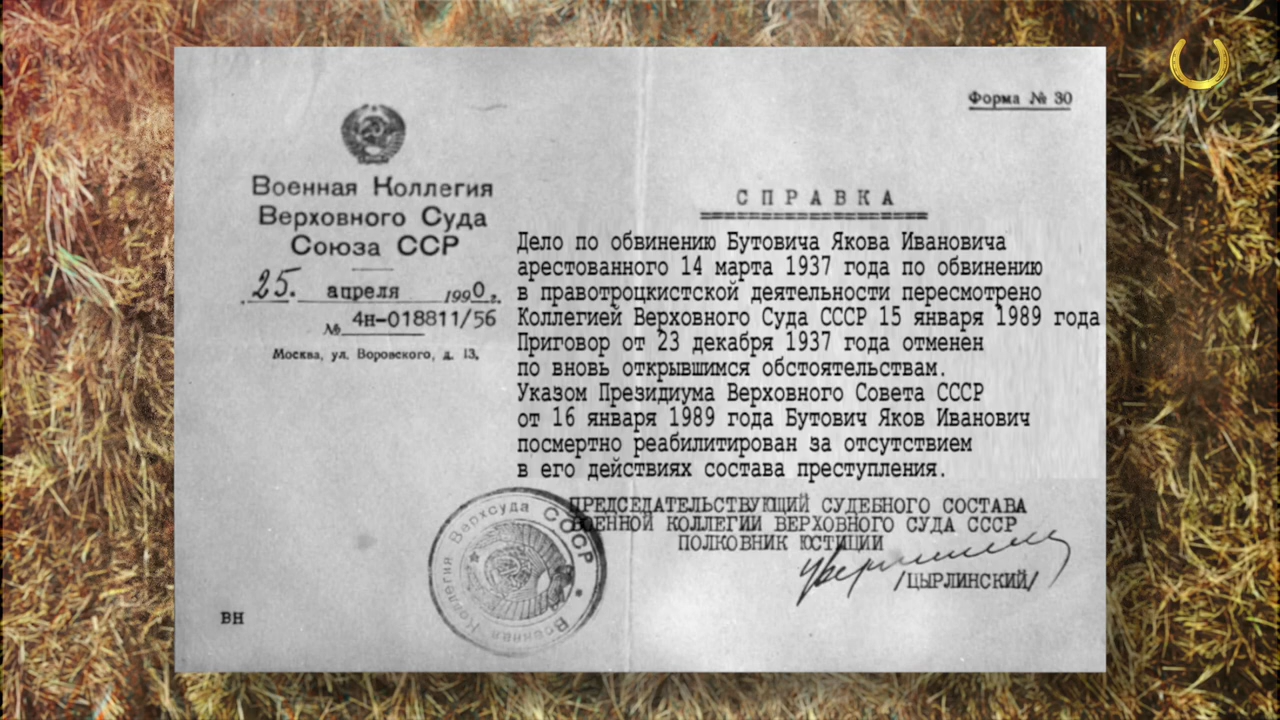 Форма № 30
Военная Коллегия
Верховного Суда
Союза ССР
25. апреля 1990 г.
№ 4н-018811/56
Москва, ул. Воровского, д. 13,
СПРАВКА
Дело по обвинению Бутовича Якова Ивановича
арестованного 14 марта 1937 года по обвинению
в правотроцкистской деятельности пересмотрено
Коллегией Верховного Суда СССР 15 января 1989 года
Приговор от 23 декабря 1937 года отменен
по вновь открывшимся обстоятельствам.
Указом Президиума Верховного Совета СССР
от 16 января 1989 года Бутович Яков Иванович
посмертно реабилитирован за отсутствием
в его действиях состава преступления.
ПРЕДСЕДАТЕЛЬСТВУЮЩИЙ СУДЕБНОГО СОСТАВА
ВОЕННОЙ КОЛЛЕГИИ ВЕРХОВНОГО СУДА СССР
ПОЛКОВНИК ЮСТИЦИИ
/ЦЫРЛИНСКИЙ/
Военная Коллегия Верхсуда СССР
ВН